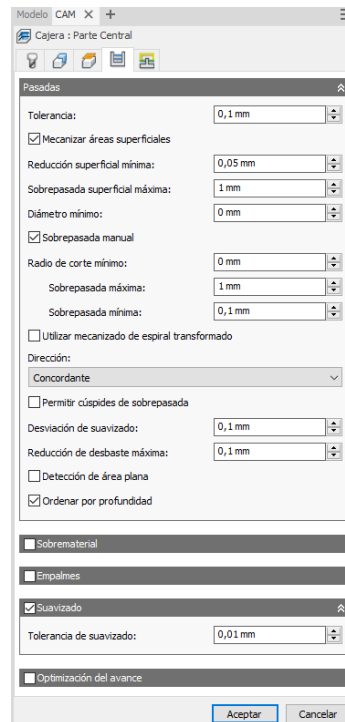 Modelo CAM X +
Cajera : Parte Central
Pasadas
Tolerancia: 0,1 mm
Mecanizar áreas superficiales
Reducción superficial mínima: 0,05 mm
Sobrepasada superficial máxima: 1 mm
Diámetro mínimo: 0 mm
Sobrepasada manual
Radio de corte mínimo: 0 mm
Sobrepasada máxima: 1 mm
Sobrepasada mínima: 0,1 mm
Utilizar mecanizado de espiral transformado
Dirección:
Concordante
Permitir cúspides de sobrepasada
Desviación de suavizado: 0,1 mm
Reducción de desbaste máxima: 0,1 mm
Detección de área plana
Ordenar por profundidad
Sobrematerial
Empalmes
Suavizado
Tolerancia de suavizado: 0,01 mm
Optimización del avance
Aceptar Cancelar